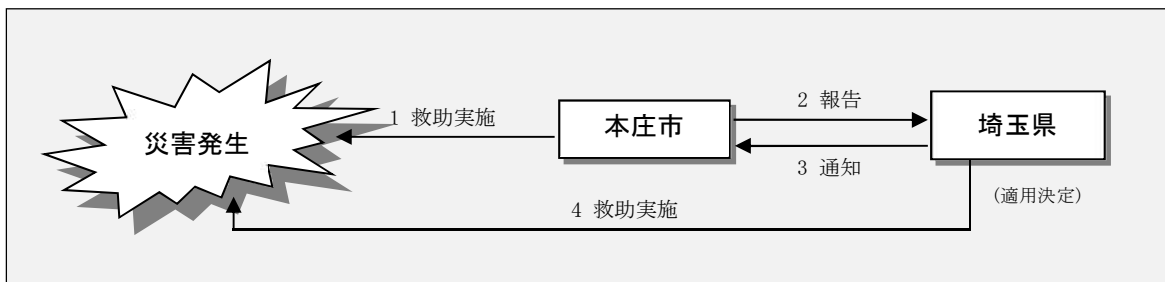 災害発生
1 救助実施
本庄市
2 報告
3 通知
埼玉県
(適用決定)
4 救助実施